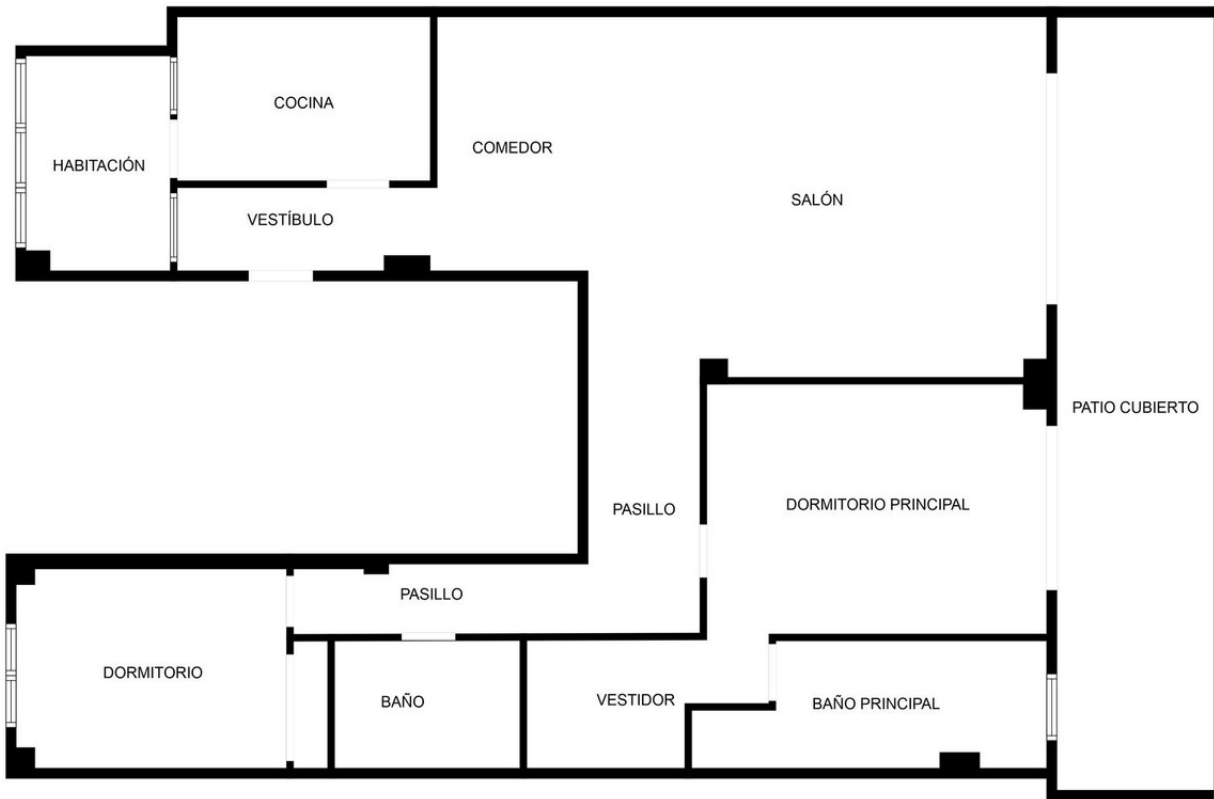 COCINA
COMEDOR
HABITACIÓN
SALÓN
VESTÍBULO
PATIO CUBIERTO
DORMITORIO PRINCIPAL
PASILLO
PASILLO
DORMITORIO
BAÑO
VESTIDOR
BAÑO PRINCIPAL